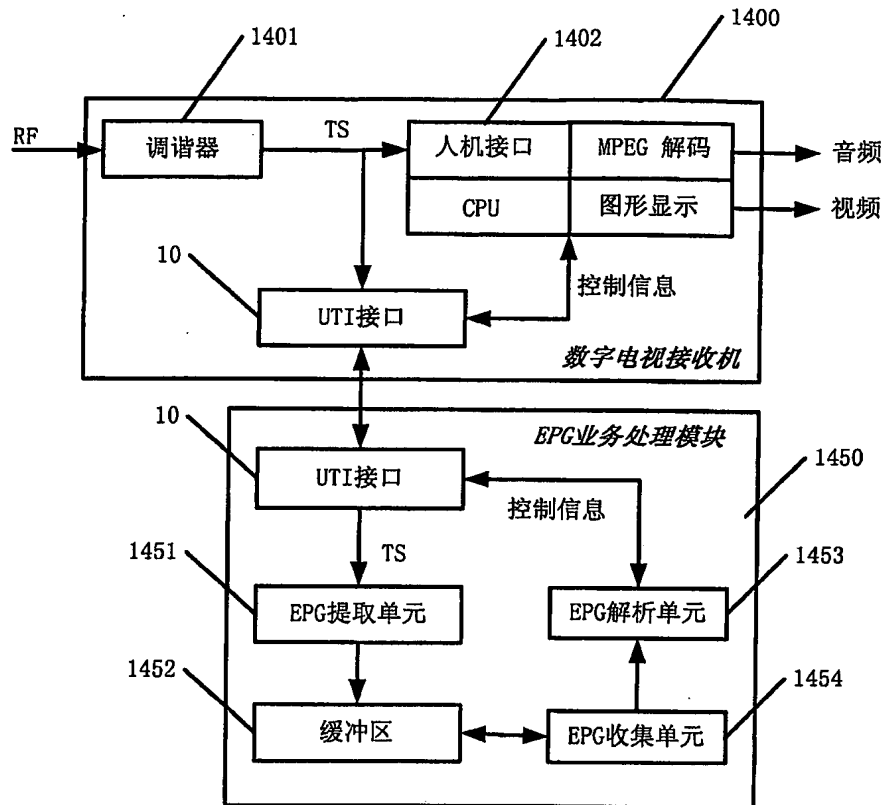 1401
1402
1400
RF
调谐器
TS
人机接口
MPEG 解码
音频
CPU
图形显示
视频
10
UTI接口
控制信息
数字电视接收机
10
EPG业务处理模块
UTI接口
控制信息
1450
TS
1451
EPG提取单元
1453
EPG解析单元
1452
缓冲区
1454
EPG收集单元